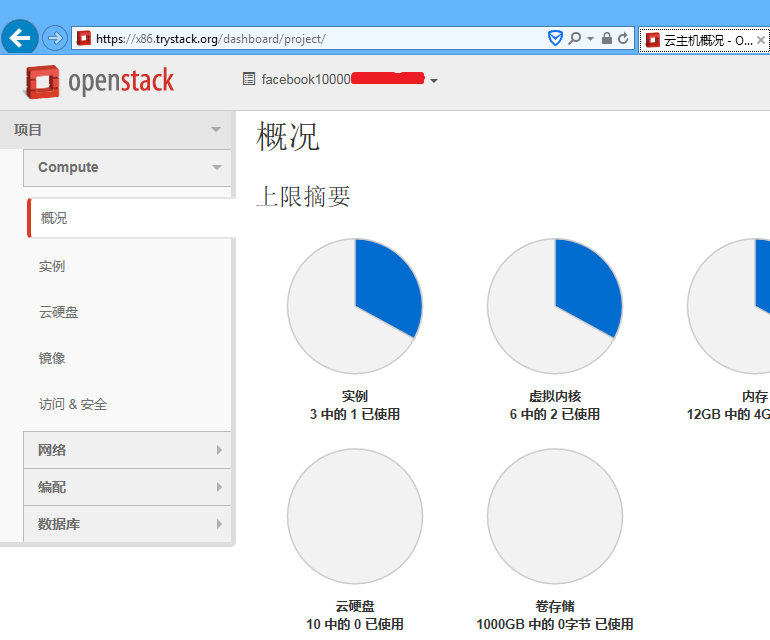 https://x86.trystack.org/dashboard/project/
云主机概况 - O...
openstack
facebook10000
项目
Compute
概况
实例
云硬盘
镜像
访问 & 安全
网络
编配
数据库
概况
上限摘要
实例
3 中的 1 已使用
虚拟内核
6 中的 2 已使用
内存
12GB 中的 4G
云硬盘
10 中的 0 已使用
卷存储
1000GB 中的 0字节 已使用